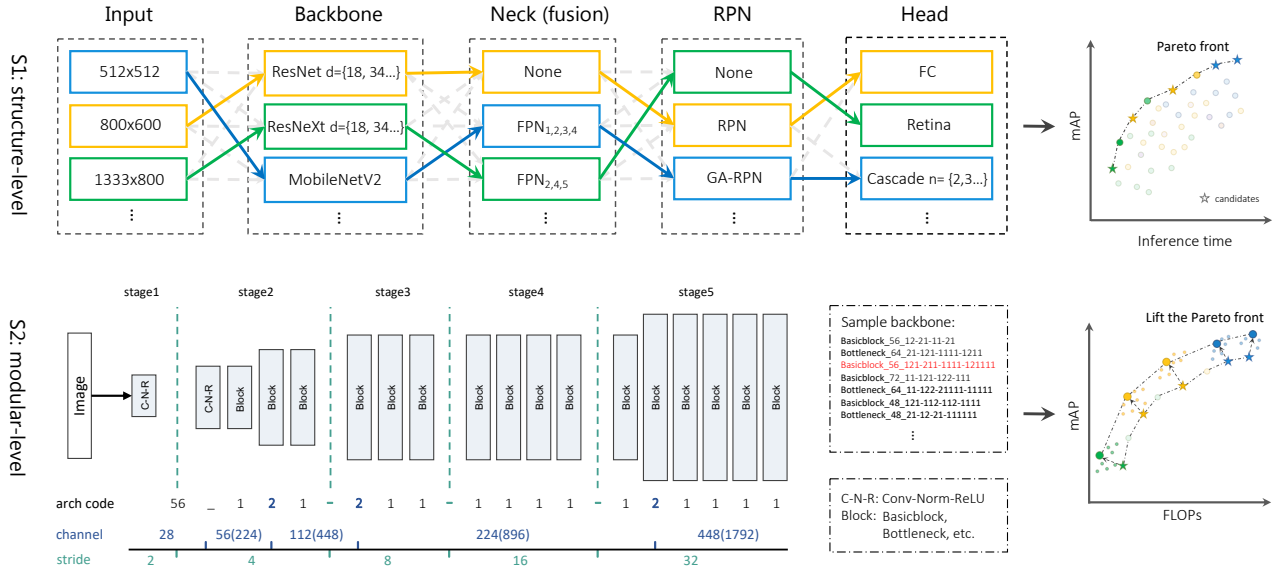 Input Backbone Neck (fusion) RPN Head
S1: structure-level
512x512
800x600
1333x800
⋮
ResNet d={18, 34...}
ResNeXt d={18, 34...}
MobileNetV2
⋮
None
FPN1,2,3,4
FPN2,4,5
⋮
None
RPN
GA-RPN
⋮
FC
Retina
Cascade n= {2,3...}
⋮
Pareto front
mAP
candidates
Inference time
S2: modular-level
stage1 stage2 stage3 stage4 stage5
Image
C-N-R
C-N-R Block Block Block
Block Block Block
Block Block Block Block
Block Block Block Block Block Block
arch code 56 _ 1 2 1 - 2 1 1 - 1 1 1 1 - 1 2 1 1 1 1
channel 28 56(224) 112(448) 224(896) 448(1792)
stride 2 4 8 16 32
Sample backbone:
Basicblock_56_12-21-11-21
Bottleneck_64_21-121-1111-1211
Basicblock_56_121-211-1111-121111
Basicblock_72_11-121-122-111
Bottleneck_64_11-122-21111-11111
Basicblock_48_121-112-112-1111
Bottleneck_48_21-12-21-111111
⋮
C-N-R: Conv-Norm-ReLU
Block: Basicblock,
Bottleneck, etc.
Lift the Pareto front
mAP
FLOPs